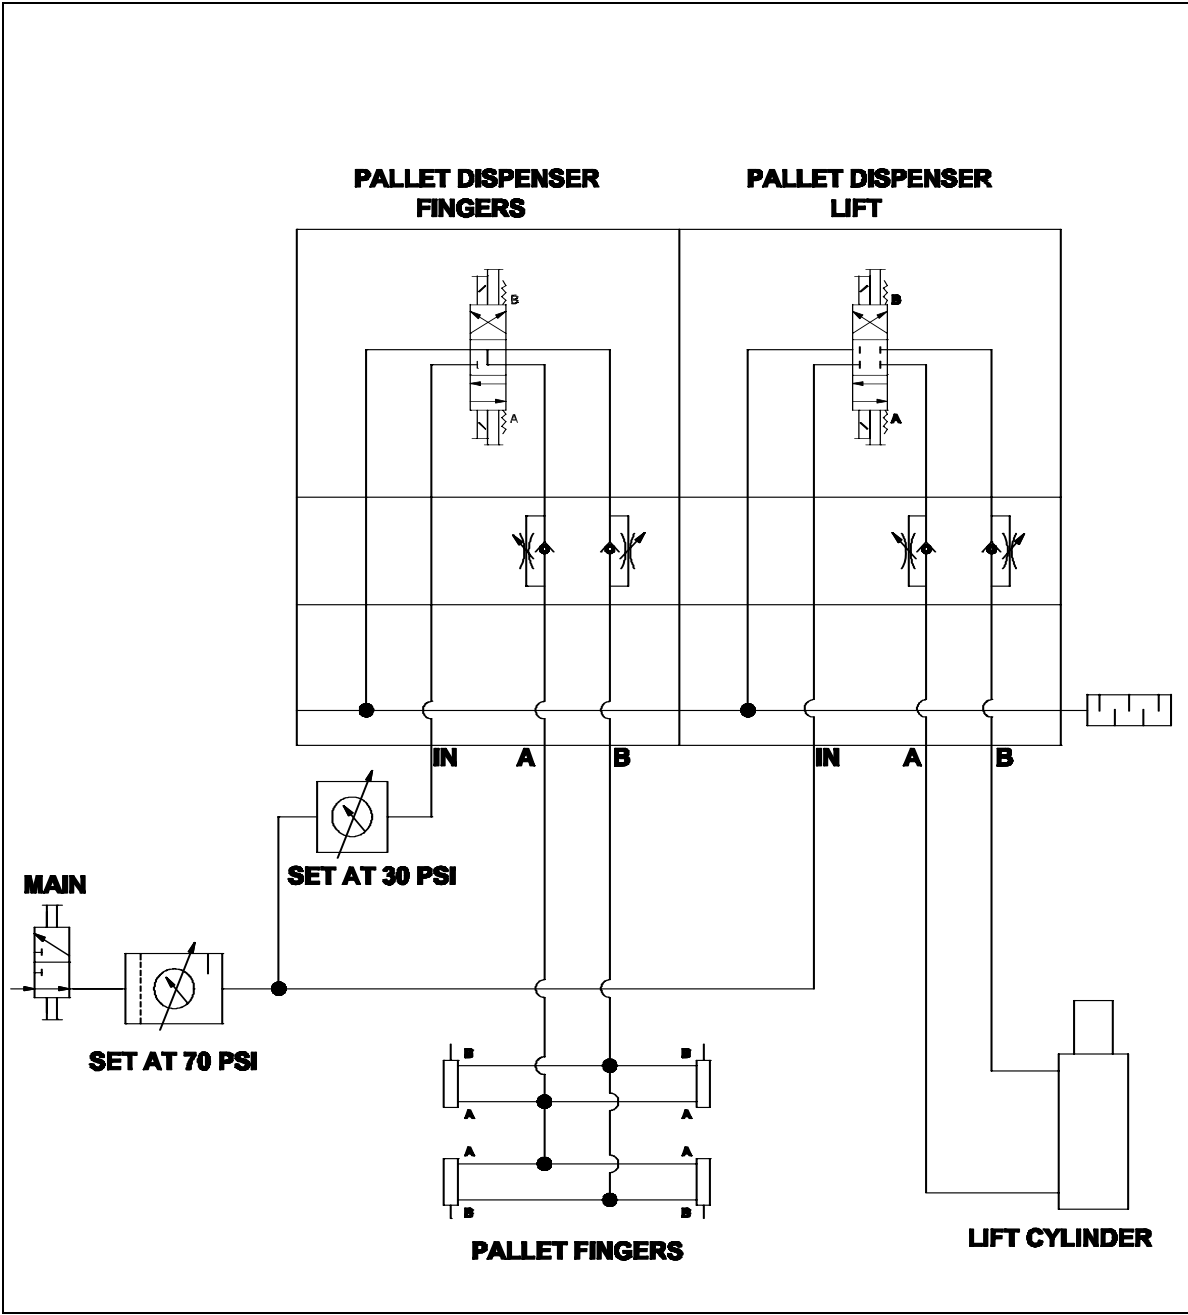 PALLET DISPENSER
FINGERS
PALLET DISPENSER
LIFT
B
B
A
A
IN
A
B
IN
A
B
SET AT 30 PSI
MAIN
SET AT 70 PSI
B
B
A
A
A
A
B
B
LIFT CYLINDER
PALLET FINGERS